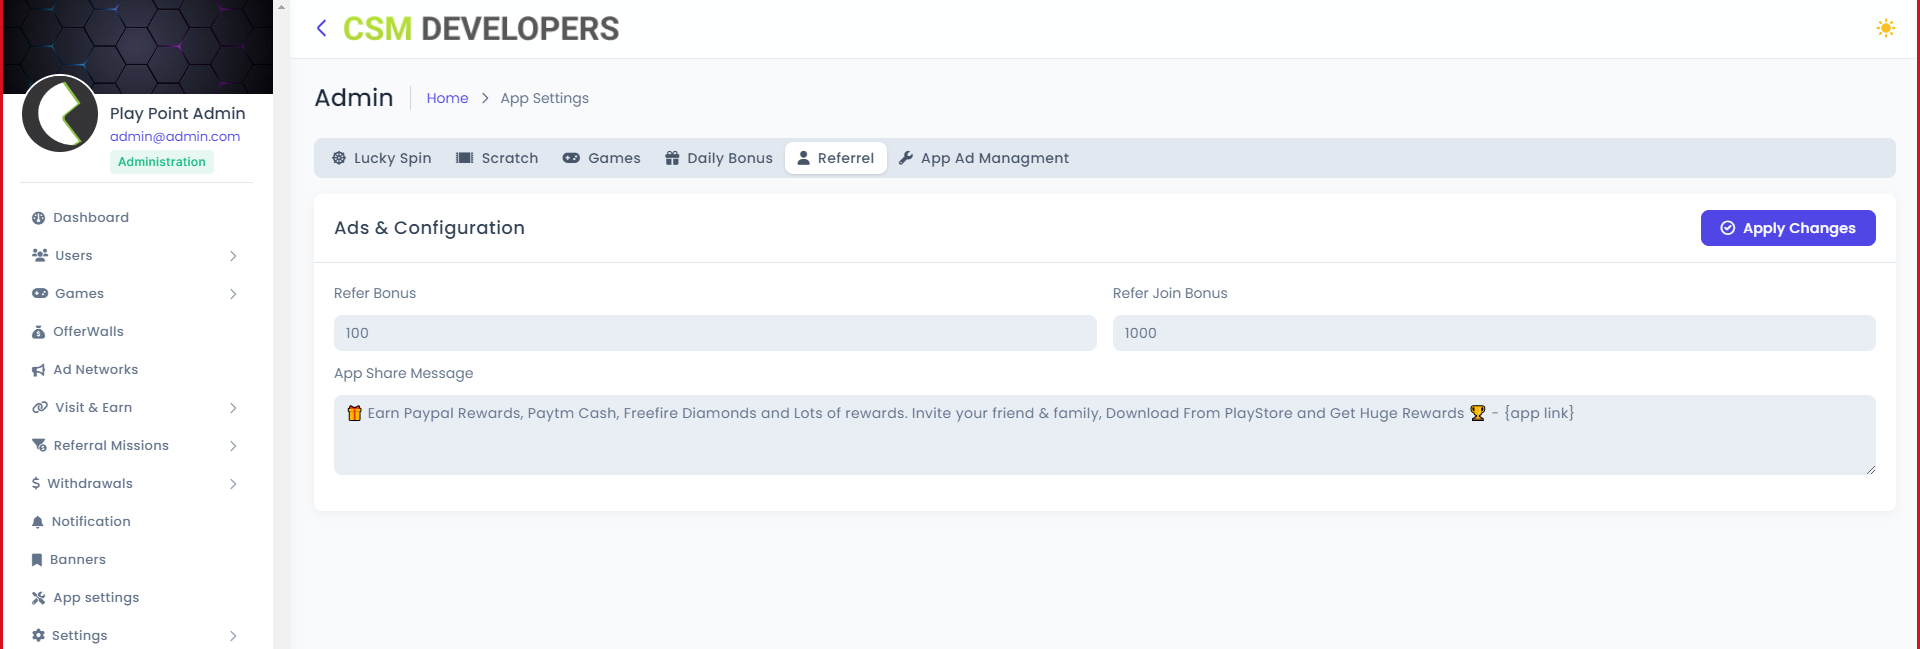 CSM DEVELOPERS
Play Point Admin
admin@admin.com
Administration
Dashboard
Users
Games
OfferWalls
Ad Networks
Visit & Earn
Referral Missions
$ Withdrawals
Notification
Banners
App settings
Settings
Admin
Home > App Settings
Lucky Spin
Scratch
Games
Daily Bonus
Referrel
App Ad Managment
Ads & Configuration
Apply Changes
Refer Bonus
100
Refer Join Bonus
1000
App Share Message
🎁 Earn Paypal Rewards, Paytm Cash, Freefire Diamonds and Lots of rewards. Invite your friend & family, Download From PlayStore and Get Huge Rewards 🏆 - {app link}